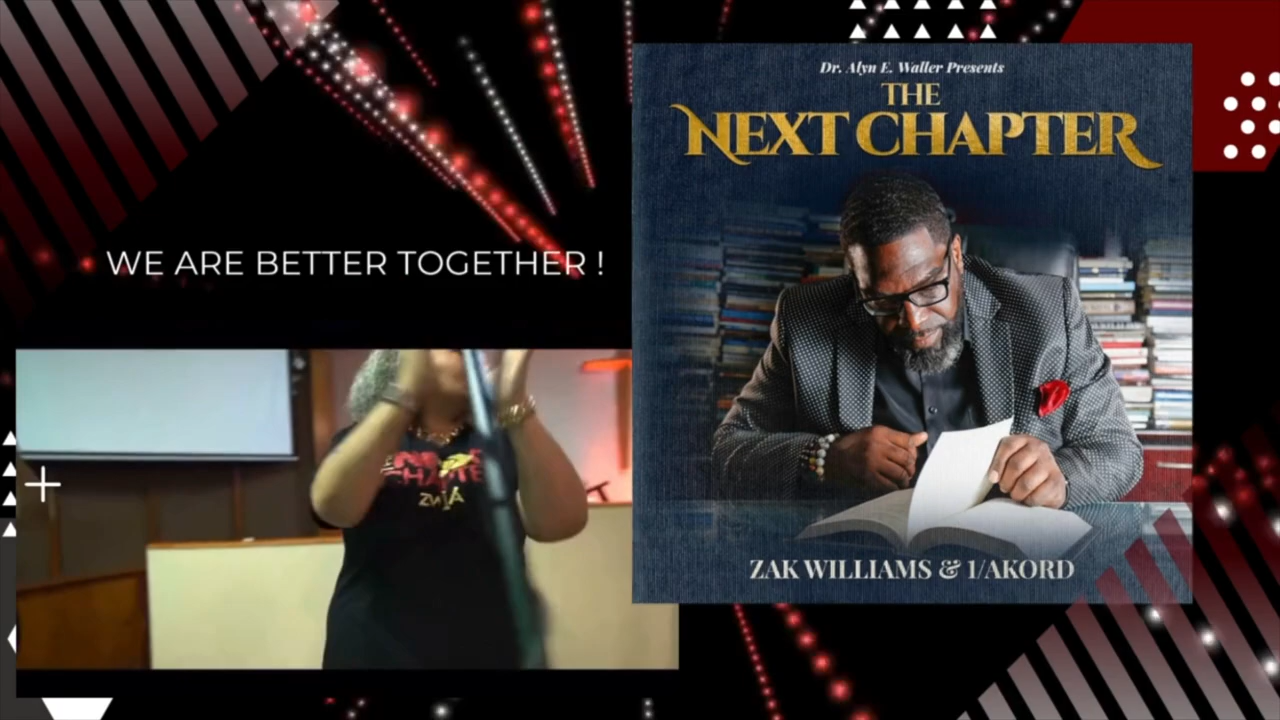 Dr. Alyn E. Waller Presents
THE
NEXT CHAPTER
WE ARE BETTER TOGETHER !
ZAK WILLIAMS & 1/AKORD